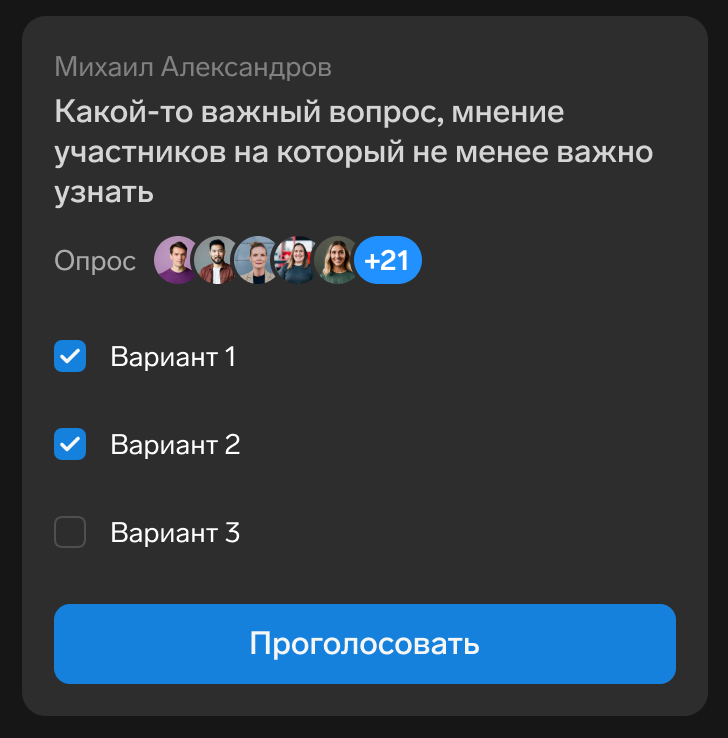 Михаил Александров
Какой-то важный вопрос, мнение
участников на который не менее важно
узнать
Опрос +21
Вариант 1
Вариант 2
Вариант 3
Проголосовать